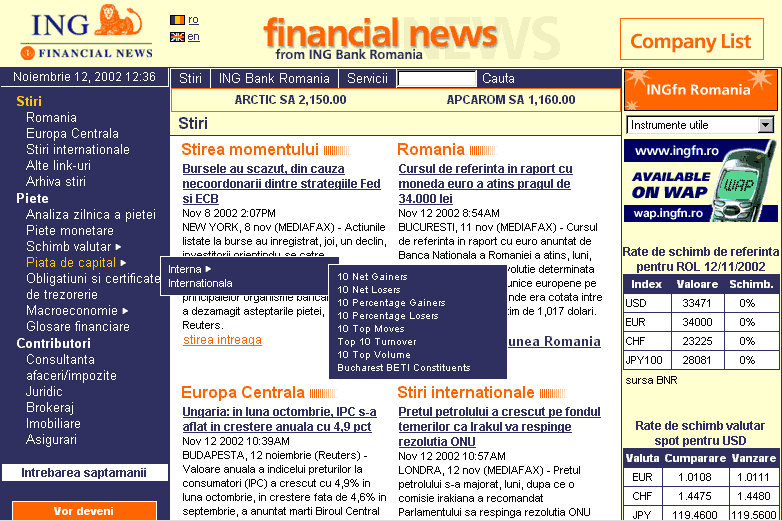 ING
FINANCIAL NEWS
ro
en
financial news
NEWS
from ING Bank Romania
Company List
Noiembrie 12, 2002 12:36
Stiri
ING Bank Romania
Servicii
Cauta
ARCTIC SA 2,150.00
APCAROM SA 1,160.00
Stiri
Romania
Europa Centrala
Stiri internationale
Alte link-uri
Arhiva stiri
Piete
Analiza zilnica a pietei
Piete monetare
Schimb valutar
Piata de capital
Obligatiuni si certificate
de trezorerie
Macroeconomie
Glosare financiare
Contributori
Consultanta
afaceri/impozite
Juridic
Brokeraj
Imobiliare
Asigurari
Intrebarea saptamanii
Vor deveni
Interna
Internationala
10 Net Gainers
10 Net Losers
10 Percentage Gainers
10 Percentage Losers
10 Top Moves
Top 10 Turnover
10 Top Volume
Bucharest BETI Constituents
Stiri
Stirea momentului
Bursele au scazut, din cauza
necoordonarii dintre strategiile Fed
si ECB
Nov 8 2002 2:07PM
NEW YORK, 8 nov (MEDIAFAX) - Actiunile
listate la burse au inregistrat, joi, un declin,
investitorii orientindu-se catre
principalelor organisme bancar
a dezamagit asteptarile pietei,
Reuters.
stirea intreaga
Romania
Cursul de referinta in raport cu
moneda euro a atins pragul de
34.000 lei
Nov 12 2002 8:54AM
BUCURESTI, 11 nov (MEDIAFAX) - Cursul
de referinta in raport cu euro anuntat de
Banca Nationala a Romaniei a atins, luni,
volutie determinata
unice europene pe
nde era cotata intre
tim de 1,017 dolari.
unea Romania
Europa Centrala
Ungaria: in luna octombrie, IPC s-a
aflat in crestere anuala cu 4,9 pct
Nov 12 2002 10:39AM
BUDAPESTA, 12 noiembrie (Reuters) -
Valoare anuala a indicelui preturilor la
consumatori (IPC) a crescut cu 4,9% in
luna octombrie, in crestere fata de 4,6% in
septembrie, a anuntat marti Biroul Central
Stiri internationale
Pretul petrolului a crescut pe fondul
temerilor ca Irakul va respinge
rezolutia ONU
Nov 12 2002 10:57AM
LONDRA, 12 nov (MEDIAFAX) - Pretul
petrolului s-a majorat, luni, dupa ce o
comisie irakiana a recomandat
Parlamentului sa respinga rezolutia ONU
INGfn Romania
Instrumente utile
www.ingfn.ro
AVAILABLE
ON WAP
WAP
wap.ingfn.ro
Rate de schimb de referinta
pentru ROL 12/11/2002
Index Valoare Schimb.
USD 33471 0%
EUR 34000 0%
CHF 23225 0%
JPY100 28081 0%
sursa BNR
Rate de schimb valutar
spot pentru USD
Valuta Cumparare Vanzare
EUR 1.0108 1.0111
CHF 1.4475 1.4480
JPY 119.4600 119.5600